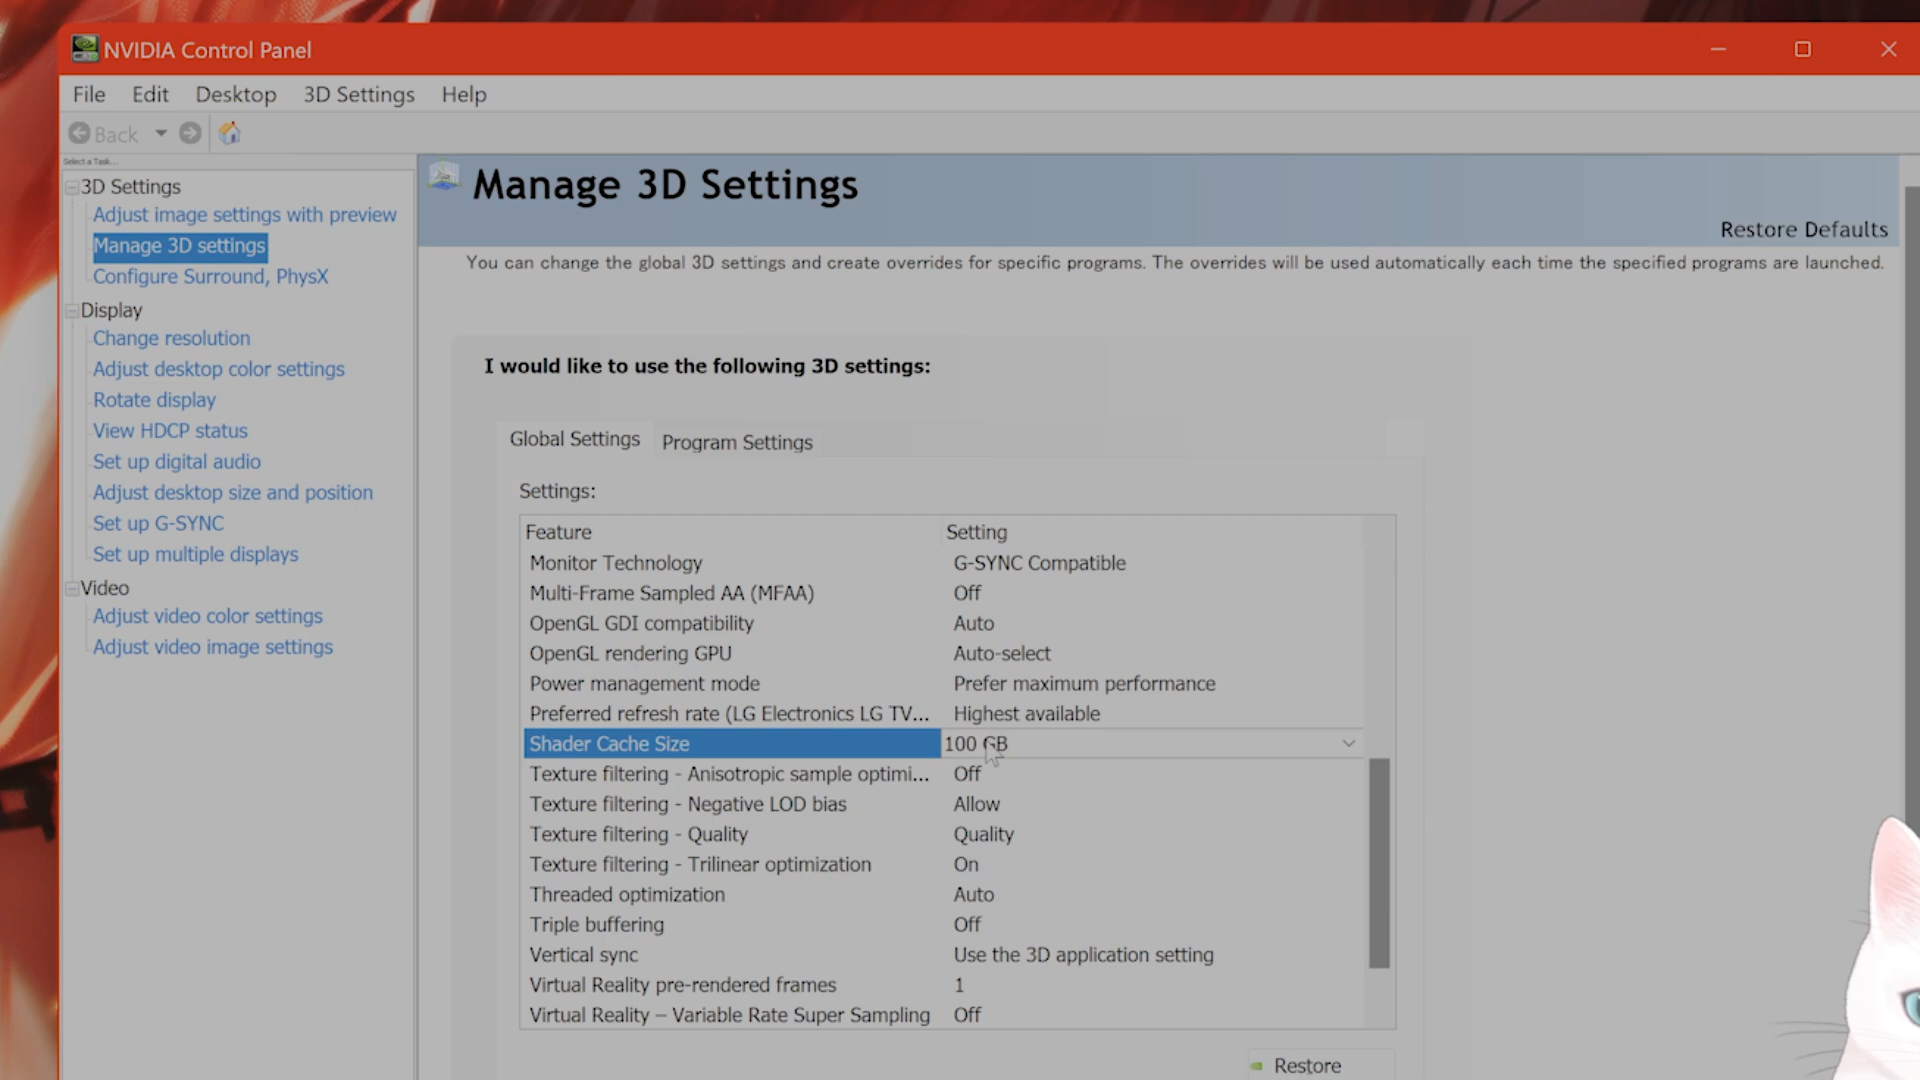 NVIDIA Control Panel
File Edit Desktop 3D Settings Help
Back
Select a Task...
3D Settings
Adjust image settings with preview
Manage 3D settings
Configure Surround, PhysX
Display
Change resolution
Adjust desktop color settings
Rotate display
View HDCP status
Set up digital audio
Adjust desktop size and position
Set up G-SYNC
Set up multiple displays
Video
Adjust video color settings
Adjust video image settings
Manage 3D Settings
Restore Defaults
You can change the global 3D settings and create overrides for specific programs. The overrides will be used automatically each time the specified programs are launched.
I would like to use the following 3D settings:
Global Settings Program Settings
Settings:
Feature Setting
Monitor Technology G-SYNC Compatible
Multi-Frame Sampled AA (MFAA) Off
OpenGL GDI compatibility Auto
OpenGL rendering GPU Auto-select
Power management mode Prefer maximum performance
Preferred refresh rate (LG Electronics LG TV... Highest available
Shader Cache Size 100 GB
Texture filtering - Anisotropic sample optimi... Off
Texture filtering - Negative LOD bias Allow
Texture filtering - Quality Quality
Texture filtering - Trilinear optimization On
Threaded optimization Auto
Triple buffering Off
Vertical sync Use the 3D application setting
Virtual Reality pre-rendered frames 1
Virtual Reality – Variable Rate Super Sampling Off
Restore